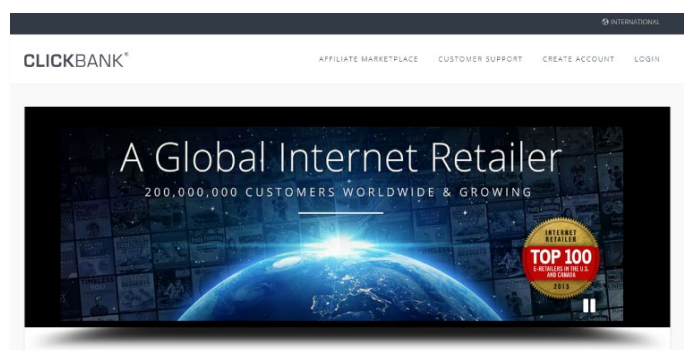 INTERNATIONAL
CLICKBANK®
AFFILIATE MARKETPLACE CUSTOMER SUPPORT CREATE ACCOUNT LOGIN
A Global Internet Retailer
200,000,000 CUSTOMERS WORLDWIDE & GROWING
INTERNET
RETAILER
TOP 100
E-RETAILERS IN THE U.S.
AND CANADA
2015
TIMELESS